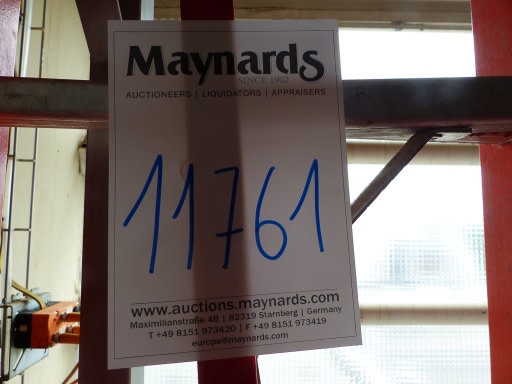 Maynards
SINCE 1902
AUCTIONEERS | LIQUIDATORS | APPRAISERS
11761
www.auctions.maynards.com
Maximilianstraße 48 | 82319 Starnberg | Germany
T +49 8151 973420 | F +49 8151 973419
europe@maynards.com